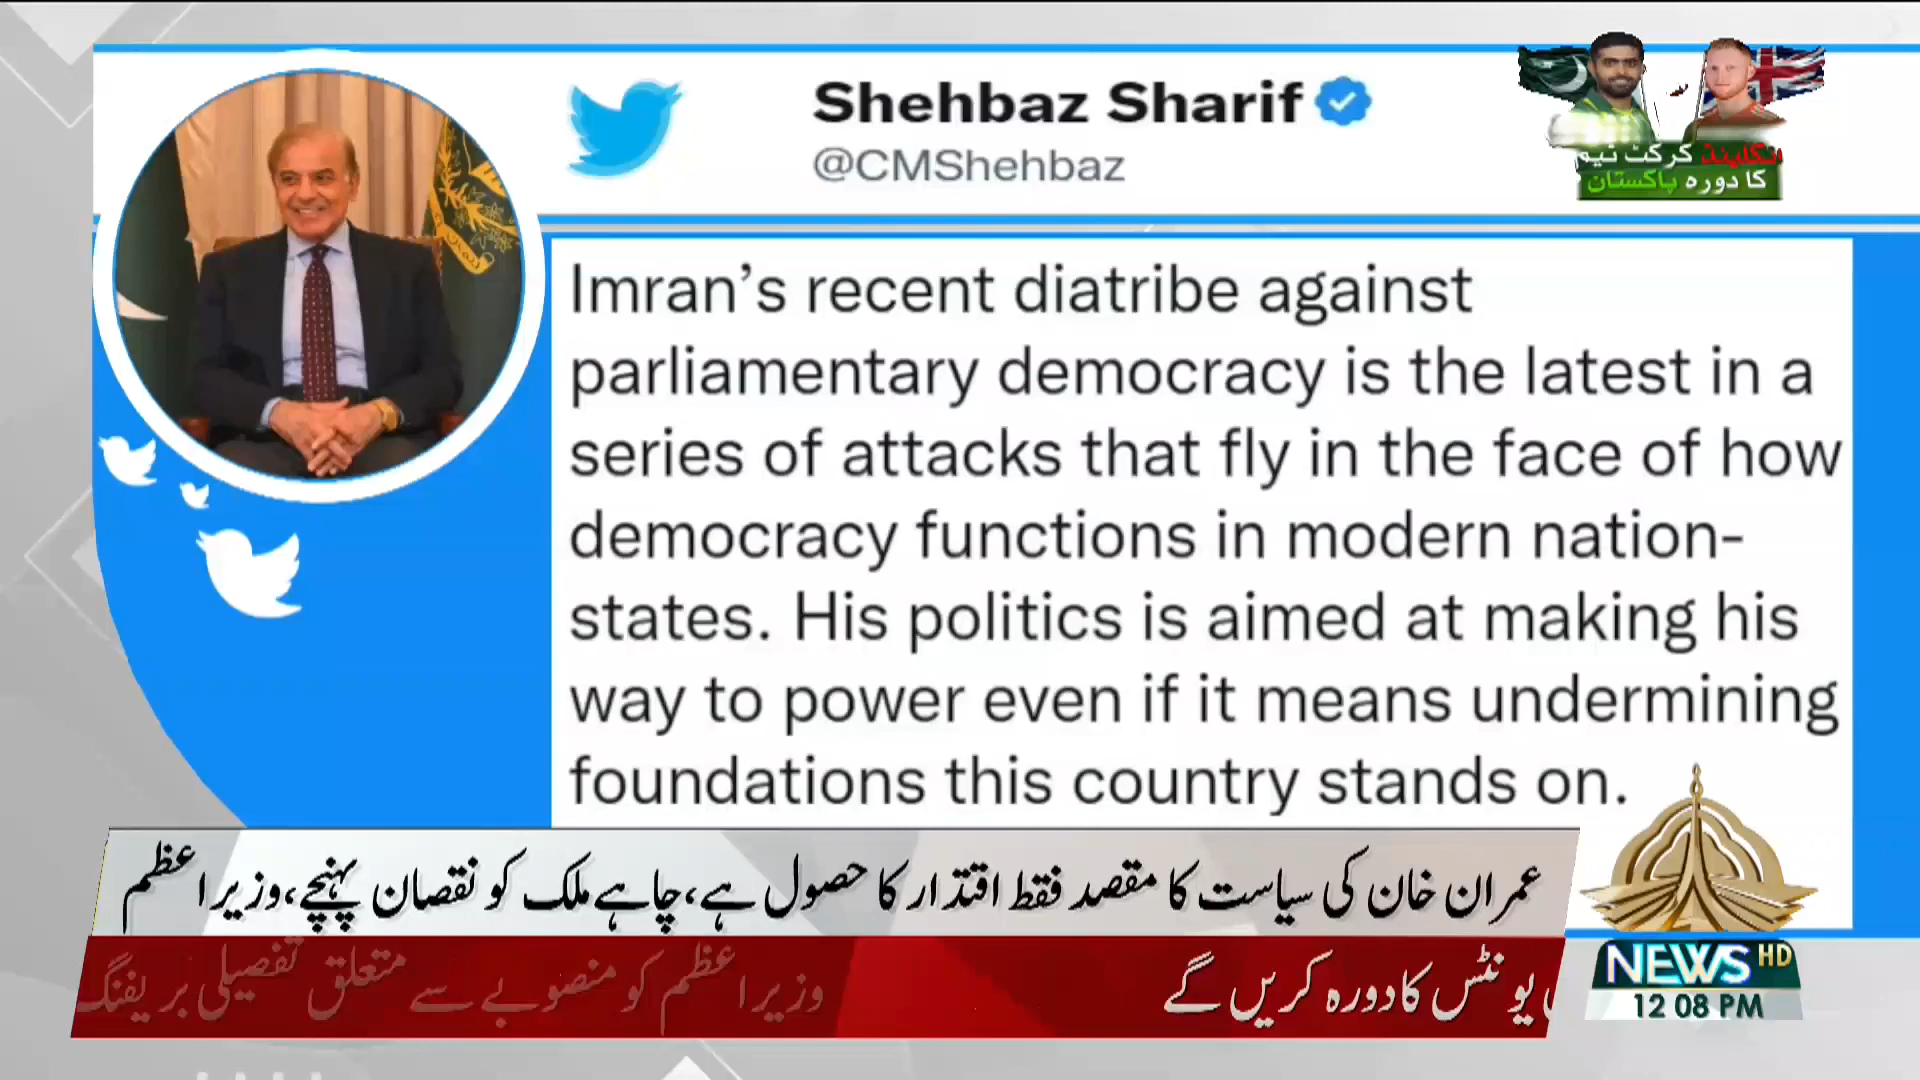 Shehbaz Sharif
@CMShehbaz
انگلینڈ کرکٹ ٹیم
کا دورہ پاکستان
Imran’s recent diatribe against
parliamentary democracy is the latest in a
series of attacks that fly in the face of how
democracy functions in modern nation-
states. His politics is aimed at making his
way to power even if it means undermining
foundations this country stands on.
عمران خان کی سیاست کا مقصد فقط اقتدار کا حصول ہے، چاہے ملک کو نقصان پہنچے، وزیر اعظم
یونٹس کا دورہ کریں گے
وزیر اعظم کو منصوبے سے متعلق تفصیلی بریفنگ
NEWS HD
12 08 PM